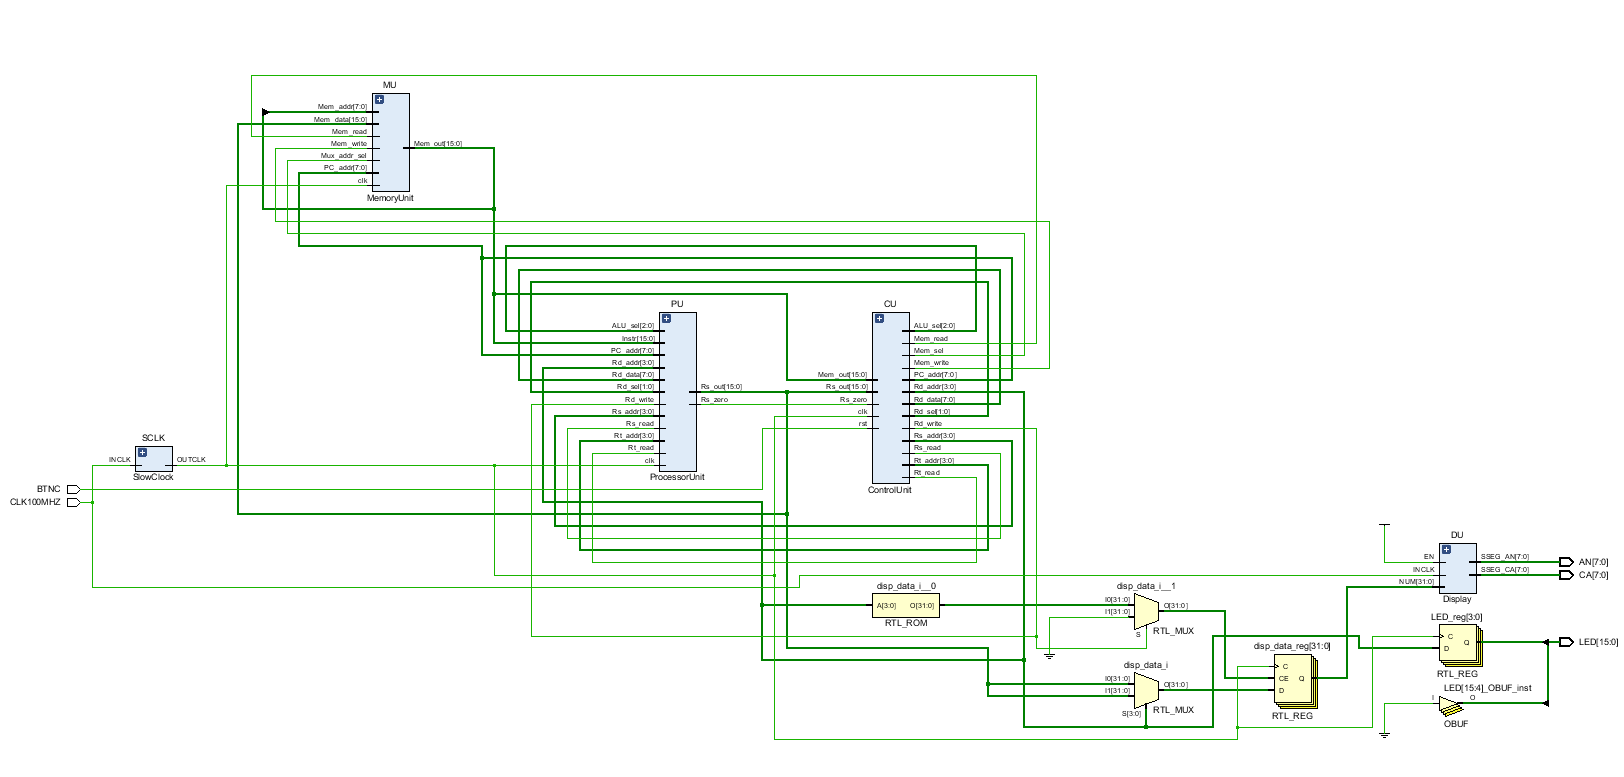 MU
Mem_addr[7:0]
Mem_data[15:0]
Mem_read
Mem_write
Mux_addr_sel
PC_addr[7:0]
clk
Mem_out[15:0]
MemoryUnit
PU
ALU_sel[2:0]
Instr[15:0]
PC_addr[7:0]
Rd_addr[3:0]
Rd_data[7:0]
Rd_sel[1:0]
Rd_write
Rs_addr[3:0]
Rs_read
Rt_addr[3:0]
Rt_read
clk
Rs_out[15:0]
Rs_zero
ProcessorUnit
CU
Mem_out[15:0]
Rs_out[15:0]
Rs_zero
clk
rst
ALU_sel[2:0]
Mem_read
Mem_sel
Mem_write
PC_addr[7:0]
Rd_addr[3:0]
Rd_data[7:0]
Rd_sel[1:0]
Rd_write
Rs_addr[3:0]
Rs_read
Rt_addr[3:0]
Rt_read
ControlUnit
SCLK
INCLK
OUTCLK
SlowClock
BTNC
CLK100MHZ
disp_data_i__0
A[3:0]
O[31:0]
RTL_ROM
disp_data_i__1
I0[31:0]
I1[31:0]
S
O[31:0]
RTL_MUX
disp_data_i
I0[31:0]
I1[31:0]
S[3:0]
O[31:0]
RTL_MUX
disp_data_reg[31:0]
C
CE
D
Q
RTL_REG
DU
EN
INCLK
NUM[31:0]
SSEG_AN[7:0]
SSEG_CA[7:0]
Display
AN[7:0]
CA[7:0]
LED_reg[3:0]
C
D
Q
RTL_REG
LED[15:0]
LED[15:4]_OBUF_inst
I
O
OBUF